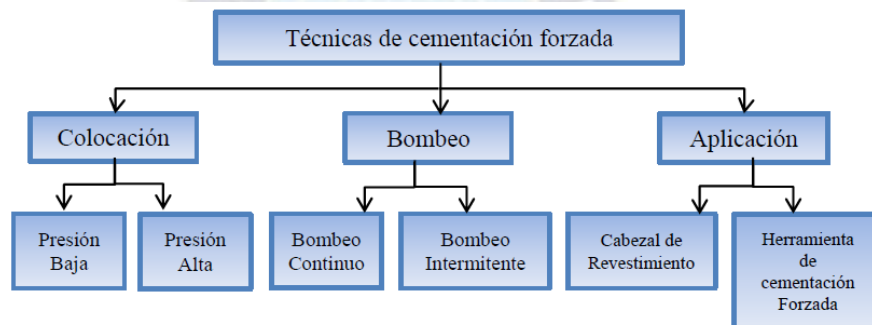 Técnicas de cementación forzada
Colocación
Bombeo
Aplicación
Presión
Baja
Presión
Alta
Bombeo
Continuo
Bombeo
Intermitente
Cabezal de
Revestimiento
Herramienta
de
cementación
Forzada